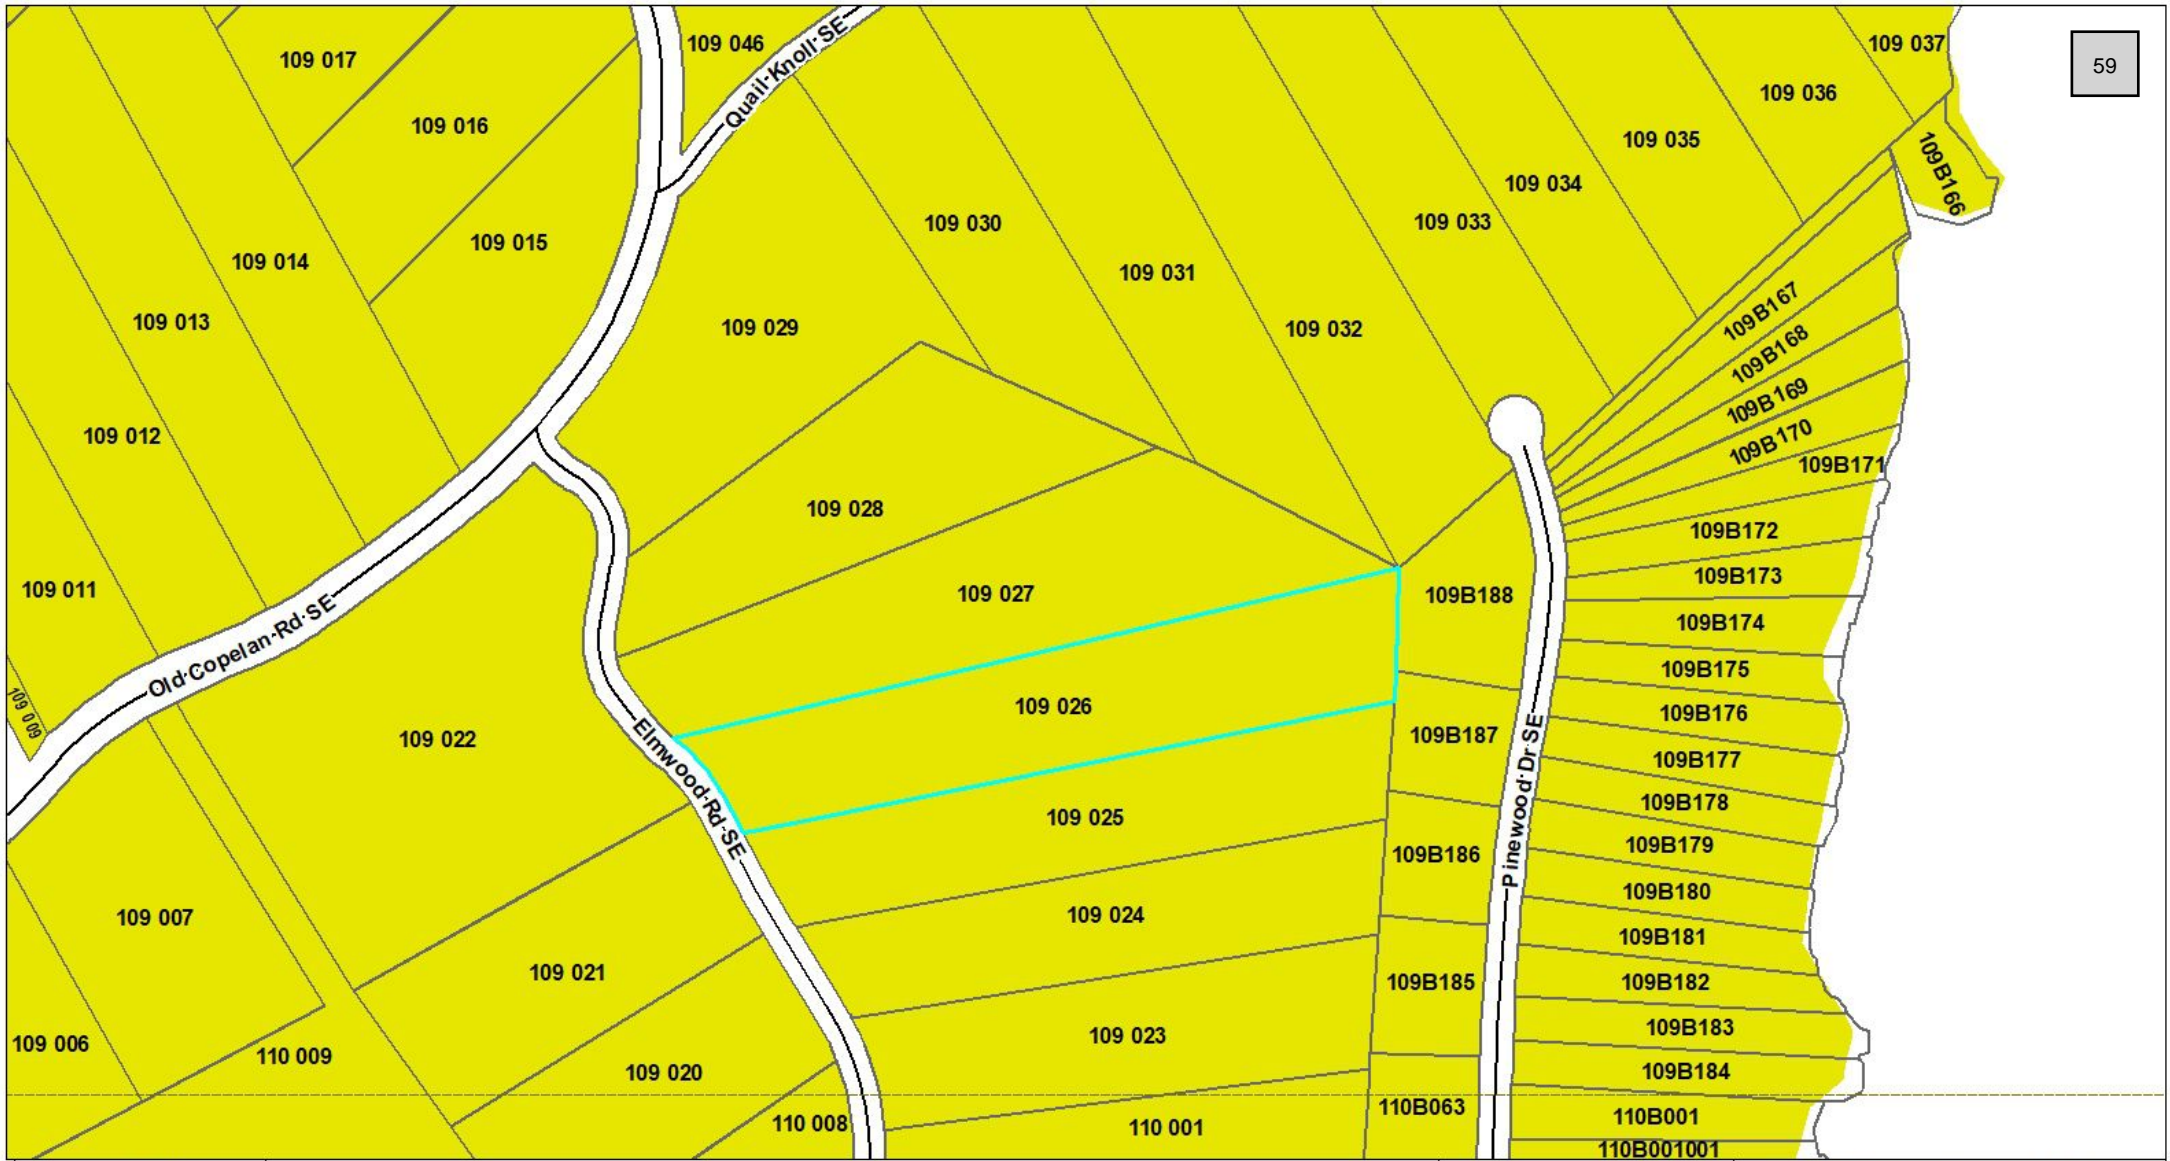 109 046
Quail Knoll SE
109 037
59
109 017
109 036
109 016
109 035
109B166
109 034
109 033
109 030
109 015
109 014
109 031
109 013
109 029
109 032
109B167
109B168
109B169
109B170
109 012
109B171
109 028
109B172
109 011
109 027
109B188
109B173
Old Copelan Rd SE
109B174
109B175
109 009
109 026
109B176
109 022
109B187
Pinewood Dr SE
109B177
Elmwood Rd SE
109B178
109 025
109B179
109B186
109B180
109 007
109 024
109B181
109 021
109B185
109B182
109 023
109B183
109 006
110 009
109 020
109B184
110B063
110B001
110 008
110 001
110B001001